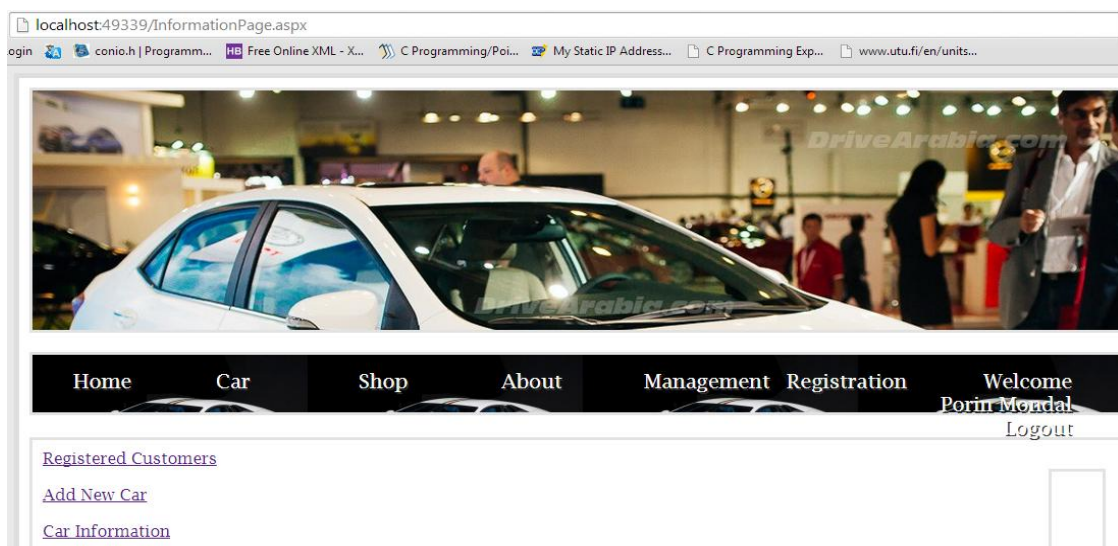 localhost:49339/InformationPage.aspx
ogin conio.h | Programm... HB Free Online XML - X... C Programming/Poi... My Static IP Address... C Programming Exp... www.utu.fi/en/units...
DriveArabia.com
DriveArabia.com
Home Car Shop About Management Registration Welcome
Porin Mondal
Logout
Registered Customers
Add New Car
Car Information